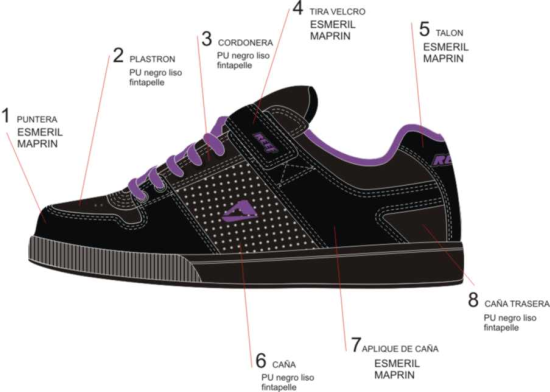 1 PUNTERA
ESMERIL
MAPRIN
2 PLASTRON
PU negro liso
fintapelle
3 CORDONERA
PU negro liso
fintapelle
4 TIRA VELCRO
ESMERIL
MAPRIN
5 TALON
ESMERIL
MAPRIN
REEF
6 CAÑA
PU negro liso
fintapelle
7 APLIQUE DE CAÑA
ESMERIL
MAPRIN
8 CAÑA TRASERA
PU negro liso
fintapelle